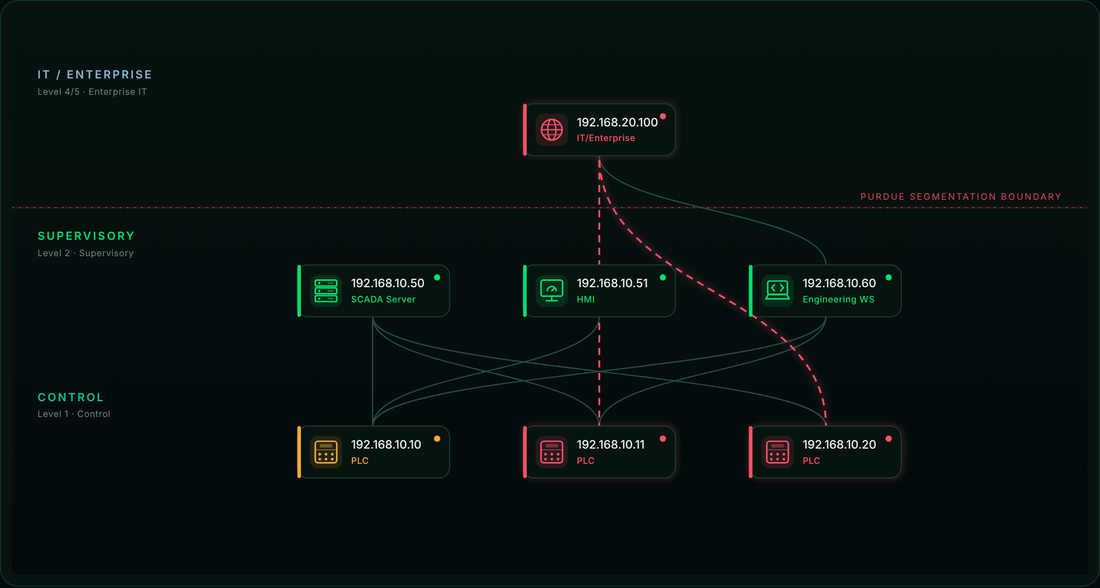 IT / ENTERPRISE
Level 4/5 · Enterprise IT
192.168.20.100
IT/Enterprise
PURDUE SEGMENTATION BOUNDARY
SUPERVISORY
Level 2 · Supervisory
192.168.10.50
SCADA Server
192.168.10.51
HMI
192.168.10.60
Engineering WS
CONTROL
Level 1 · Control
192.168.10.10
PLC
192.168.10.11
PLC
192.168.10.20
PLC